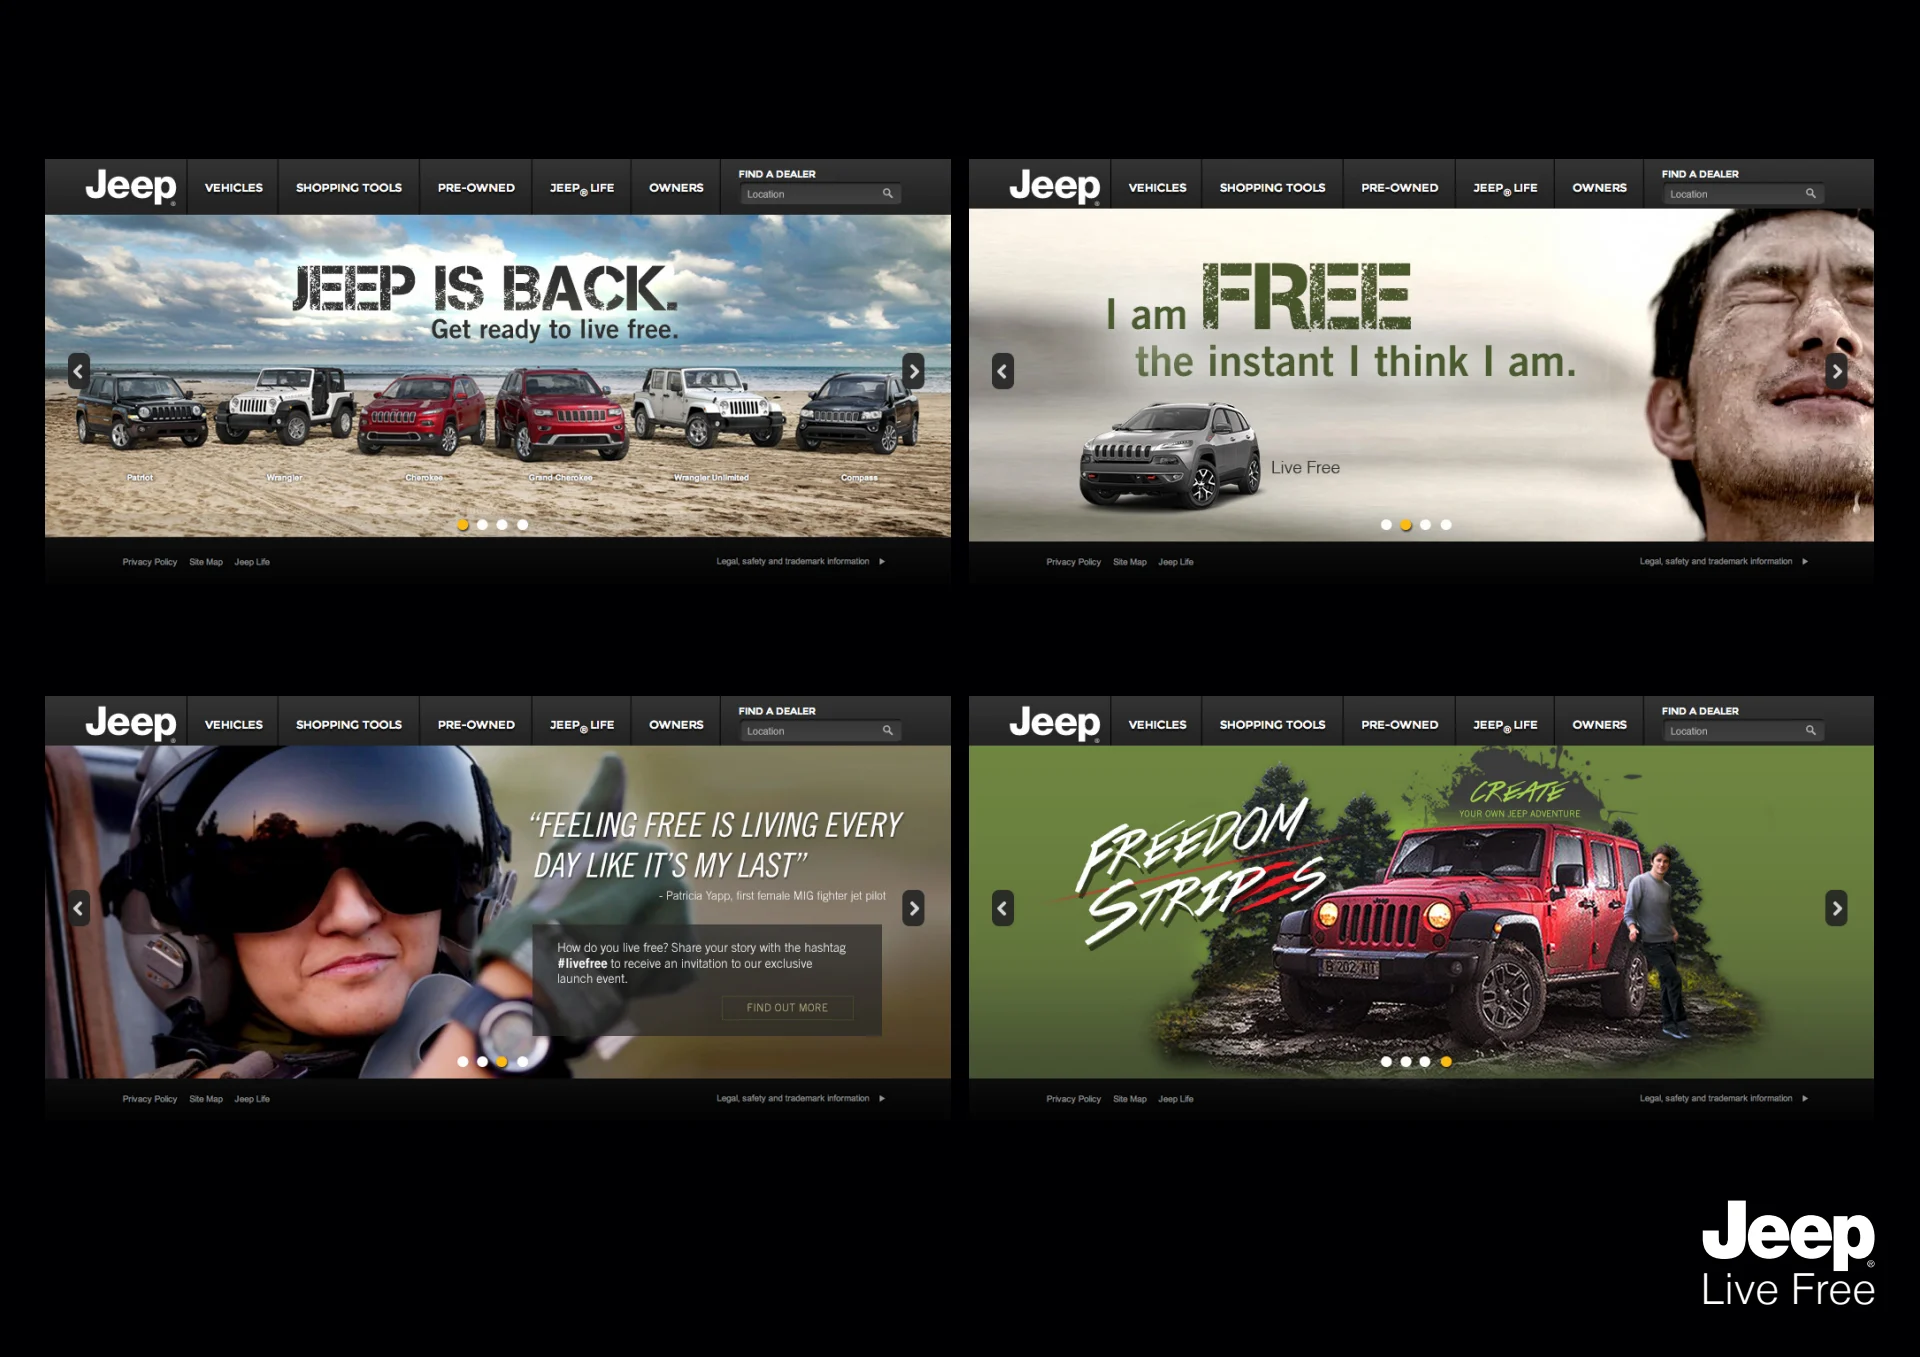 Jeep®
VEHICLES
SHOPPING TOOLS
PRE-OWNED
JEEP® LIFE
OWNERS
FIND A DEALER
Location
JEEP IS BACK.
Get ready to live free.
Patriot
Wrangler
Cherokee
Grand Cherokee
Wrangler Unlimited
Compass
Privacy Policy
Site Map
Jeep Life
Legal, safety and trademark information
Jeep®
VEHICLES
SHOPPING TOOLS
PRE-OWNED
JEEP® LIFE
OWNERS
FIND A DEALER
Location
I am FREE
the instant I think I am.
Live Free
Privacy Policy
Site Map
Jeep Life
Legal, safety and trademark information
Jeep®
VEHICLES
SHOPPING TOOLS
PRE-OWNED
JEEP® LIFE
OWNERS
FIND A DEALER
Location
“FEELING FREE IS LIVING EVERY
DAY LIKE IT’S MY LAST”
- Patricia Yapp, first female MIG fighter jet pilot
How do you live free? Share your story with the hashtag
#livefree to receive an invitation to our exclusive
launch event.
FIND OUT MORE
Privacy Policy
Site Map
Jeep Life
Legal, safety and trademark information
Jeep®
VEHICLES
SHOPPING TOOLS
PRE-OWNED
JEEP® LIFE
OWNERS
FIND A DEALER
Location
FREEDOM
STRIPES
CREATE
YOUR OWN JEEP ADVENTURE
Jeep
Privacy Policy
Site Map
Jeep Life
Legal, safety and trademark information
Jeep®
Live Free